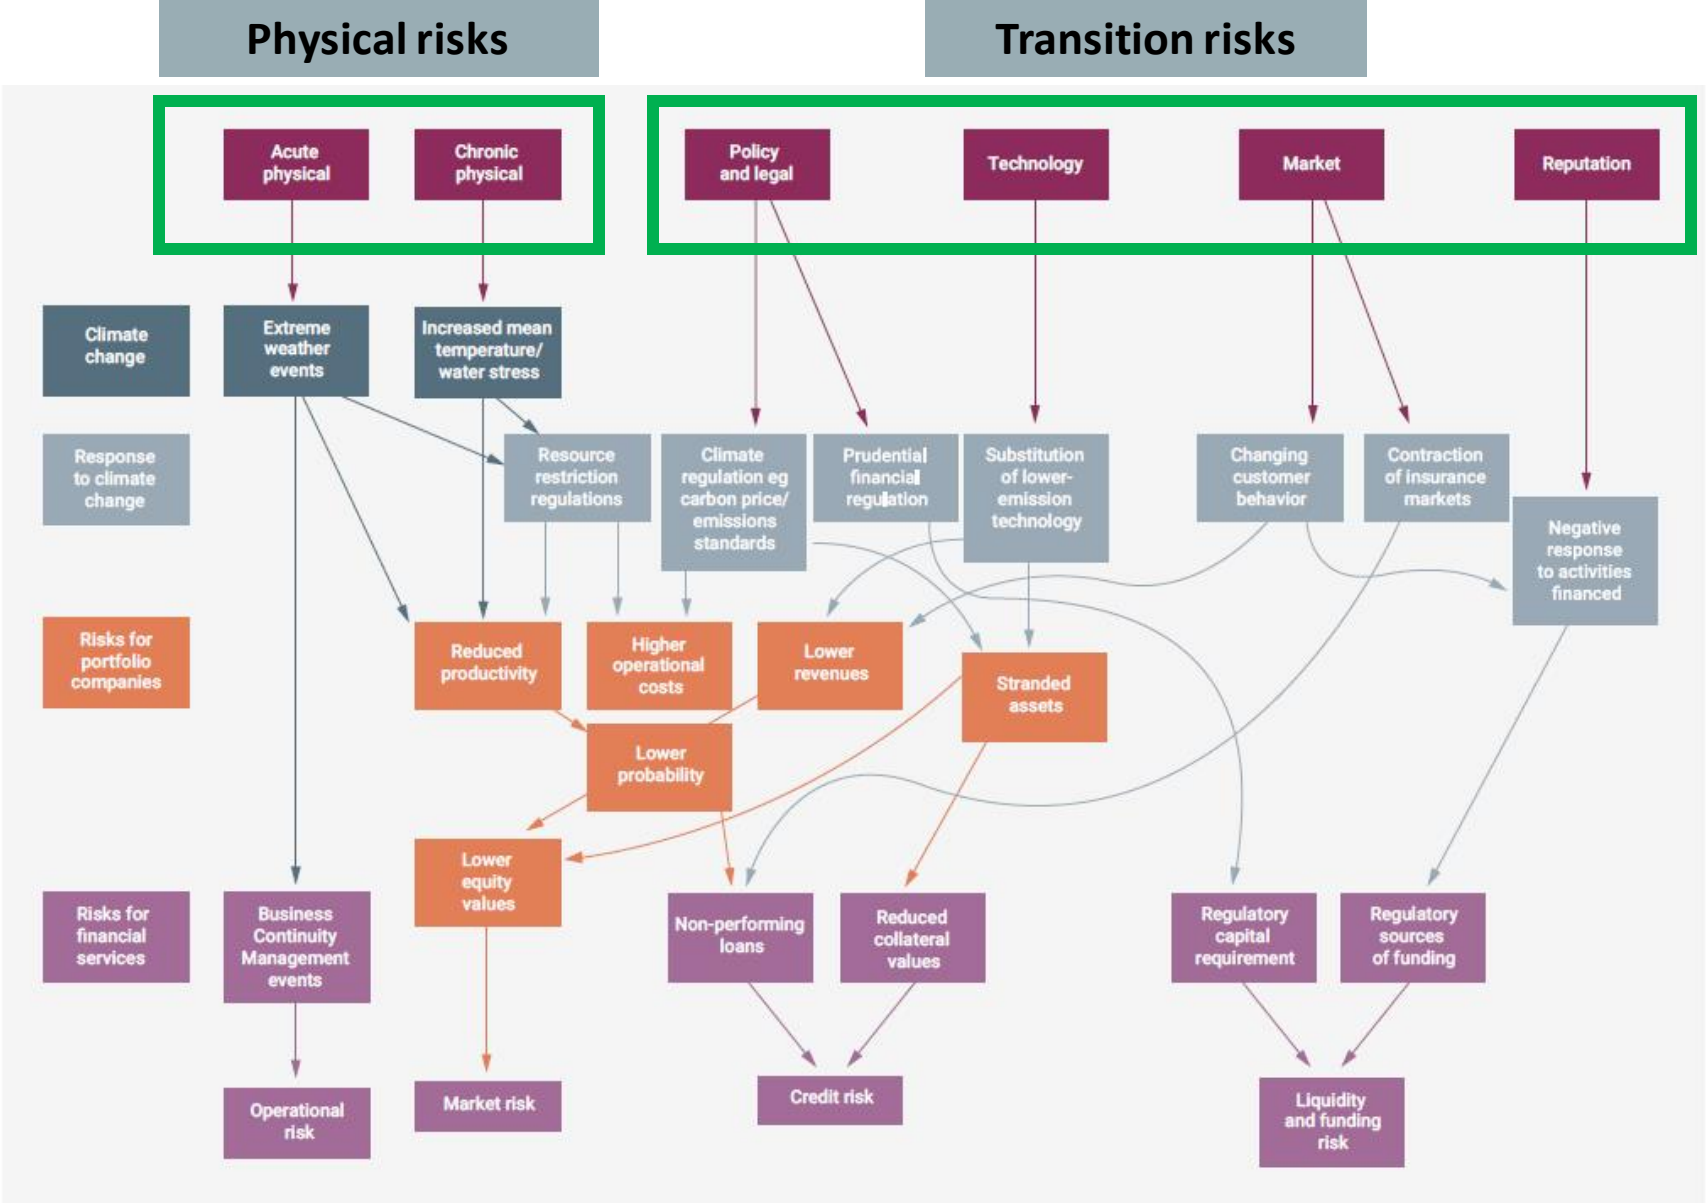 Physical risks
Transition risks
Acute
physical
Chronic
physical
Policy
and legal
Technology
Market
Reputation
Climate
change
Extreme
weather
events
Increased mean
temperature/
water stress
Response
to climate
change
Resource
restriction
regulations
Climate
regulation eg
carbon price/
emissions
standards
Prudential
financial
regulation
Substitution
of lower-
emission
technology
Changing
customer
behavior
Contraction
of insurance
markets
Negative
response
to activities
financed
Risks for
portfolio
companies
Reduced
productivity
Higher
operational
costs
Lower
revenues
Stranded
assets
Lower
probability
Lower
equity
values
Risks for
financial
services
Business
Continuity
Management
events
Non-performing
loans
Reduced
collateral
values
Regulatory
capital
requirement
Regulatory
sources
of funding
Operational
risk
Market risk
Credit risk
Liquidity
and funding
risk